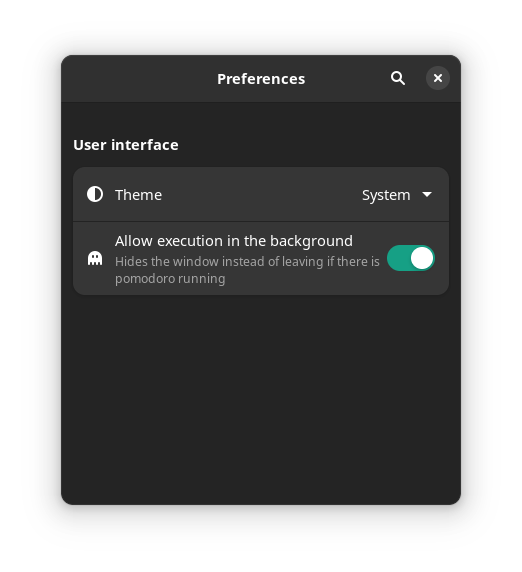 Preferences
User interface
Theme
System
Allow execution in the background
Hides the window instead of leaving if there is
pomodoro running